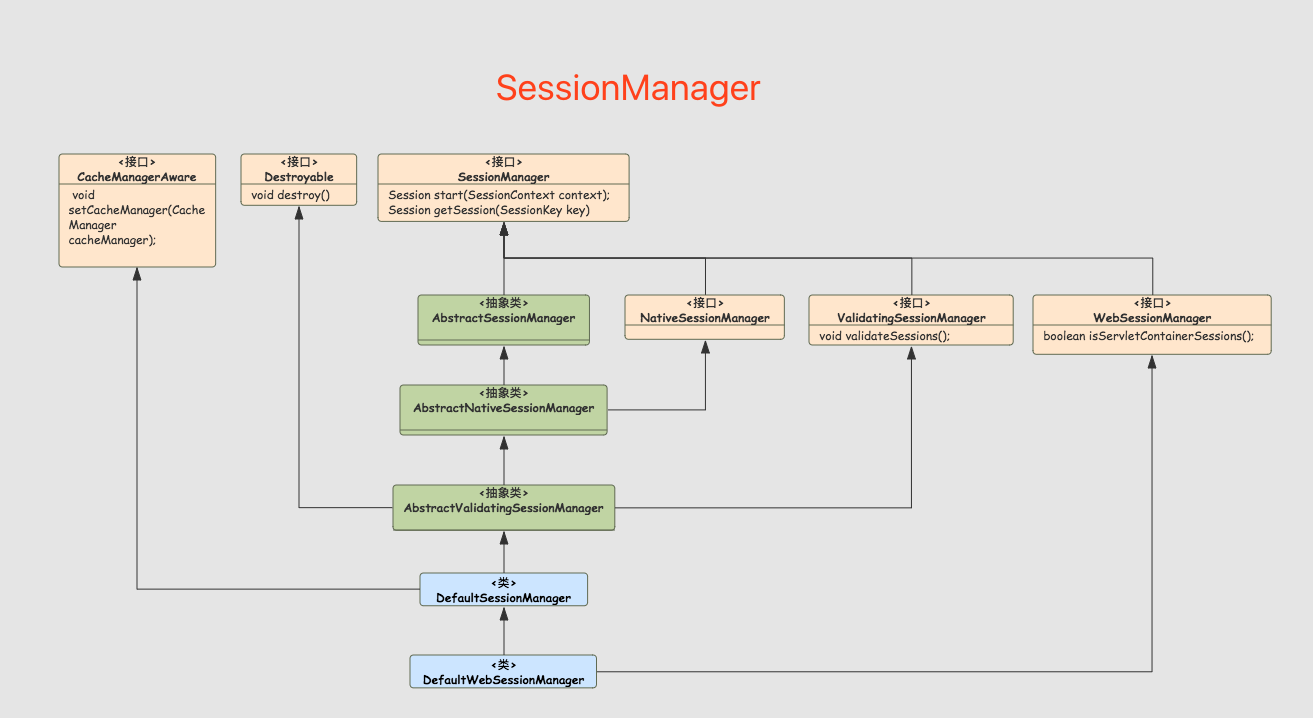 SessionManager
<接口>
CacheManagerAware
void
setCacheManager(Cache
Manager
cacheManager);
<接口>
Destroyable
void destroy()
<接口>
SessionManager
Session start(SessionContext context);
Session getSession(SessionKey key)
<抽象类>
AbstractSessionManager
<接口>
NativeSessionManager
<接口>
ValidatingSessionManager
void validateSessions();
<接口>
WebSessionManager
boolean isServletContainerSessions();
<抽象类>
AbstractNativeSessionManager
<抽象类>
AbstractValidatingSessionManager
<类>
DefaultSessionManager
<类>
DefaultWebSessionManager